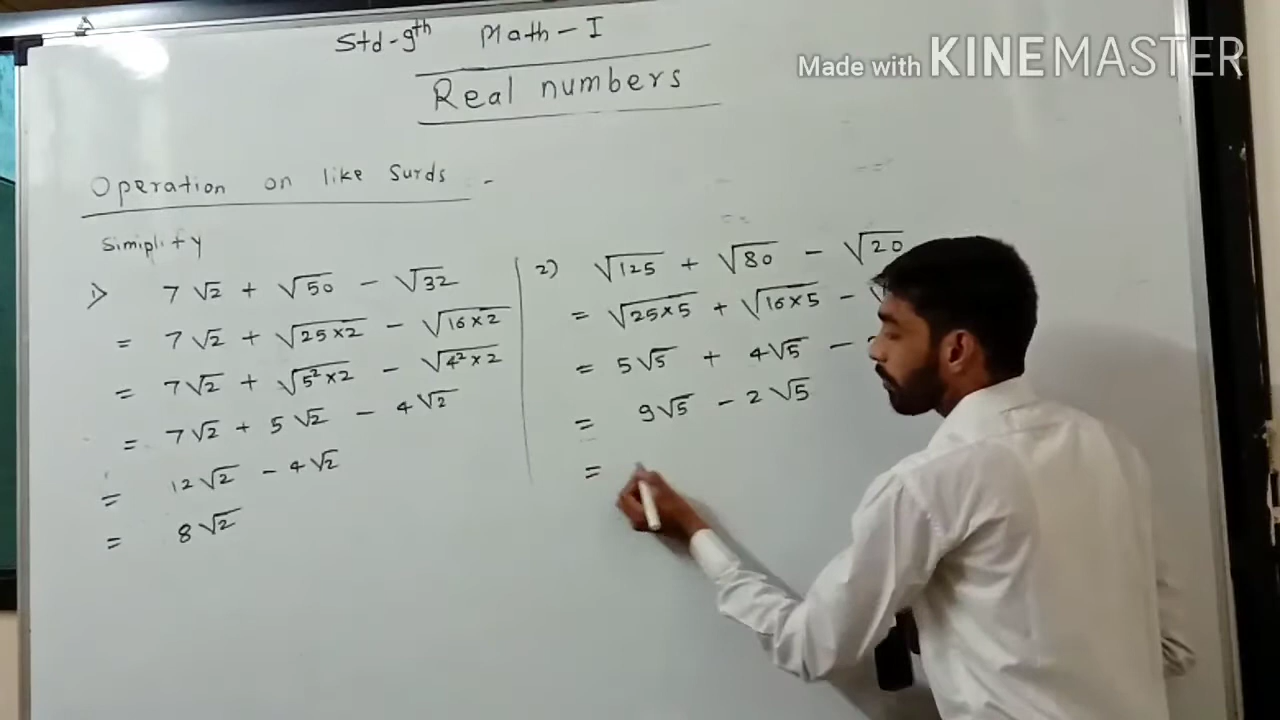 Std-9th Math-I
Made with KINEMASTER
Real numbers
Operation on like Surds -
Simiplify
1) 7√2 + √50 - √32
= 7√2 + √25×2 - √16×2
= 7√2 + √5²×2 - √4²×2
= 7√2 + 5√2 - 4√2
= 12√2 - 4√2
= 8√2
2) √125 + √80 - √20
= √25×5 + √16×5 -
= 5√5 + 4√5 -
= 9√5 - 2√5
=